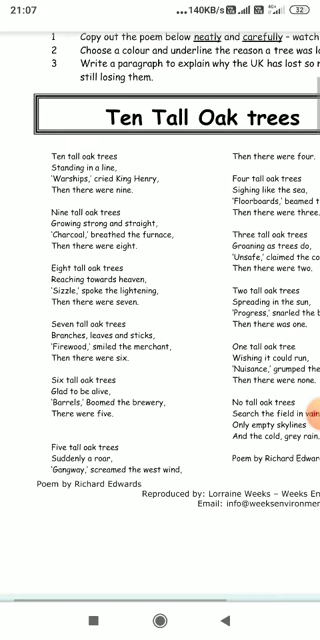 21:07
...140KB/s
4G+
32
1 Copy out the poem below neatly and carefully – watch
2 Choose a colour and underline the reason a tree was
3 Write a paragraph to explain why the UK has lost so
still losing them.
Ten Tall Oak trees
Ten tall oak trees
Standing in a line,
'Warships,' cried King Henry,
Then there were nine.
Nine tall oak trees
Growing strong and straight,
'Charcoal,' breathed the furnace,
Then there were eight.
Eight tall oak trees
Reaching towards heaven,
'Sizzle,' spoke the lightening,
Then there were seven.
Seven tall oak trees
Branches, leaves and sticks,
'Firewood,' smiled the merchant,
Then there were six.
Six tall oak trees
Glad to be alive,
'Barrels,' Boomed the brewery,
There were five.
Five tall oak trees
Suddenly a roar,
'Gangway,' screamed the west wind,
Then there were four.
Four tall oak trees
Sighing like the sea,
'Floorboards,' beamed
Then there were three.
Three tall oak trees
Groaning as trees do,
'Unsafe,' claimed the
Then there were two.
Two tall oak trees
Spreading in the sun,
'Progress,' snarled the
Then there was one.
One tall oak tree
Wishing it could run,
'Nuisance,' grumped the
Then there were none.
No tall oak trees
Search the field in vain
Only empty skylines
And the cold, grey rain.
Poem by Richard
Poem by Richard Edwards
Reproduced by: Lorraine Weeks – Weeks
Email: